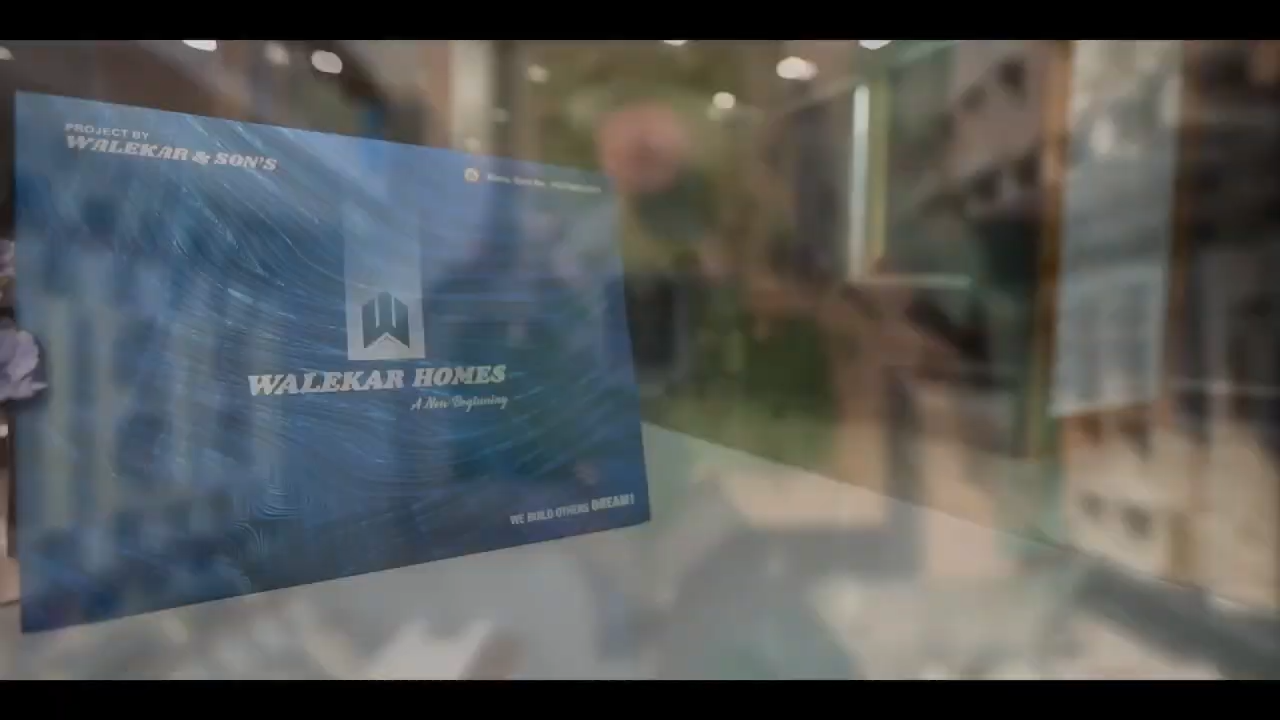 PROJECT BY
WALEKAR & SON'S
WALEKAR HOMES
A New Beginning
WE BUILD OTHERS DREAM!